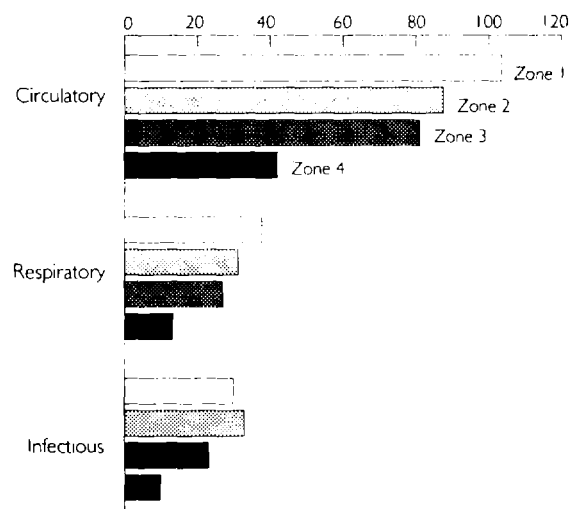 0 20 40 60 80 100 120
Circulatory
Zone 1
Zone 2
Zone 3
Zone 4
Respiratory
Infectious